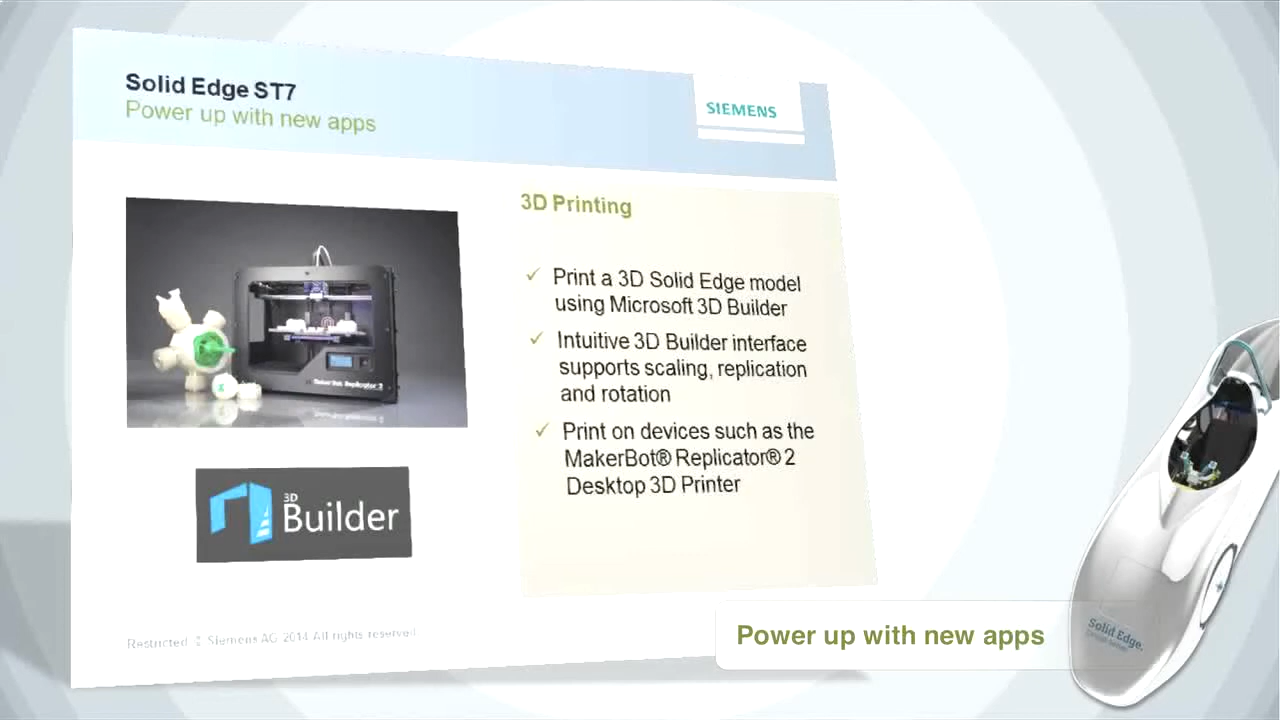 Solid Edge ST7
Power up with new apps
SIEMENS
3D Printing
✓ Print a 3D Solid Edge model
using Microsoft 3D Builder
✓ Intuitive 3D Builder interface
supports scaling, replication
and rotation
✓ Print on devices such as the
MakerBot® Replicator® 2
Desktop 3D Printer
MakerBot Replicator 2
3D
Builder
Restricted © Siemens AG 2014 All rights reserved.
Power up with new apps
Solid Edge.